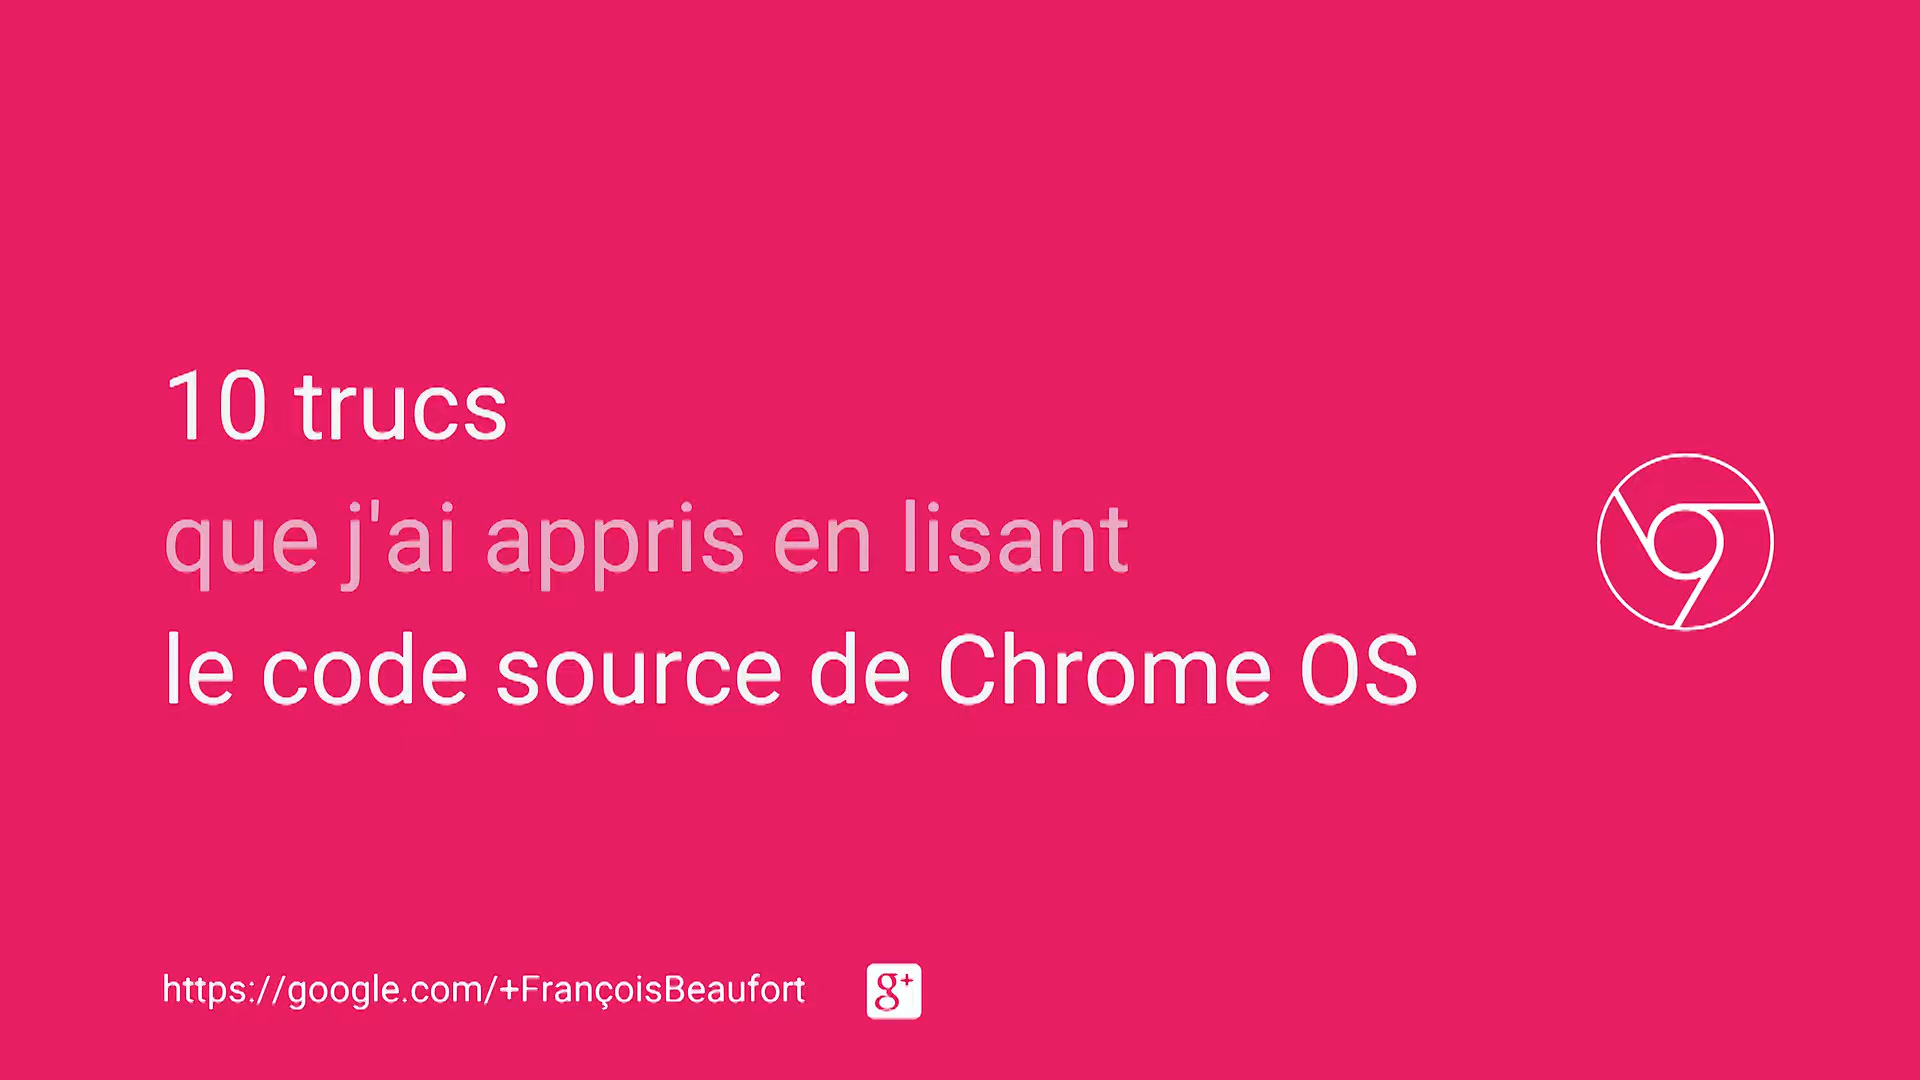 10 trucs
que j'ai appris en lisant
le code source de Chrome OS
https://google.com/+FrançoisBeaufort
g+